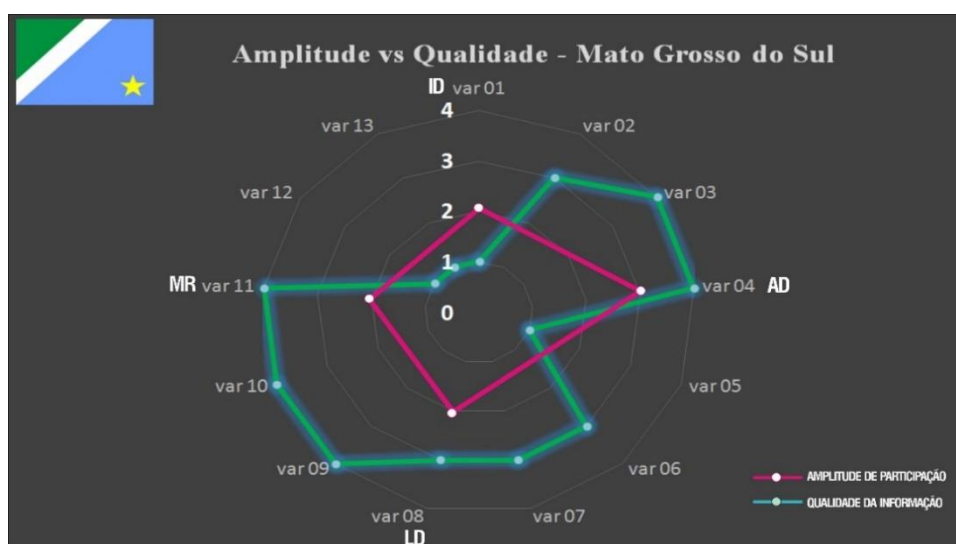 Amplitude vs Qualidade - Mato Grosso do Sul
ID var 01
4
var 13
var 02
3
var 12
var 03
2
1
MR var 11
var 04 AD
0
var 10
var 05
var 09
var 06
AMPLITUDE DE PARTICIPAÇÃO
QUALIDADE DA INFORMAÇÃO
var 08
var 07
LD